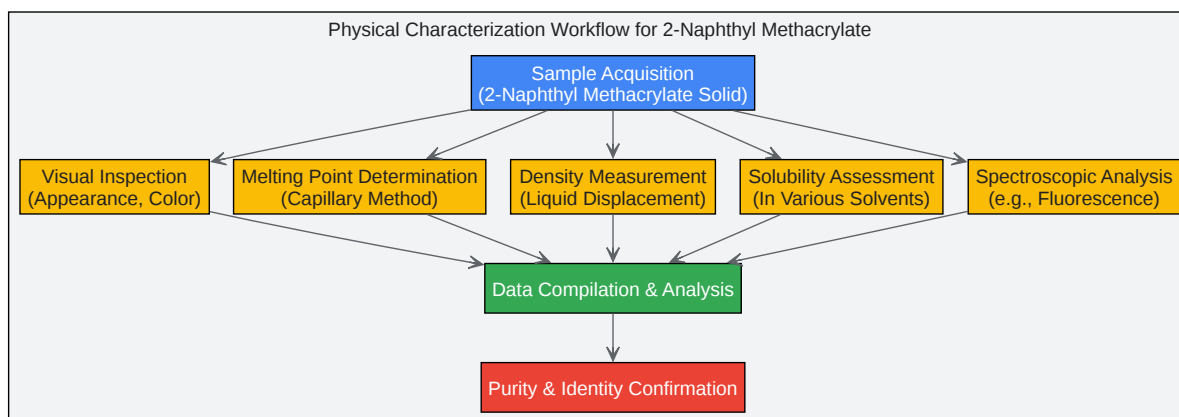 Physical Characterization Workflow for 2-Naphthyl Methacrylate
Sample Acquisition
(2-Naphthyl Methacrylate Solid)
Visual Inspection
(Appearance, Color)
Melting Point Determination
(Capillary Method)
Density Measurement
(Liquid Displacement)
Solubility Assessment
(In Various Solvents)
Spectroscopic Analysis
(e.g., Fluorescence)
Data Compilation & Analysis
Purity & Identity Confirmation